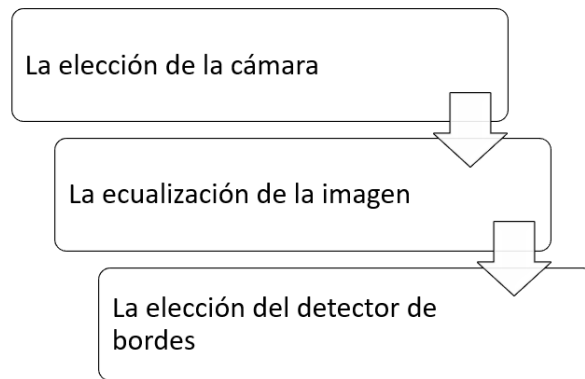 La elección de la cámara
La ecualización de la imagen
La elección del detector de
bordes